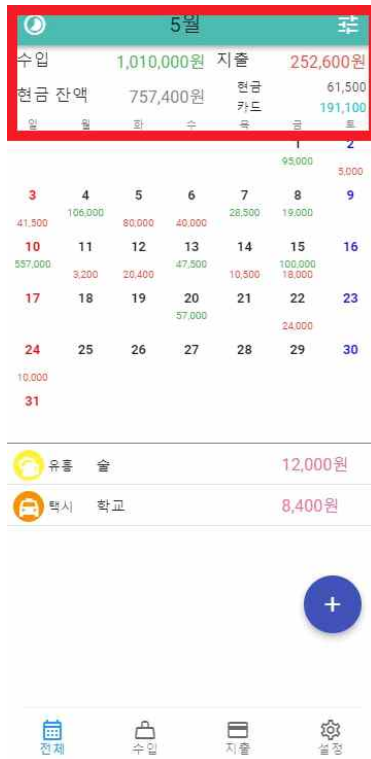 5월
수입 1,010,000원 지출 252,600원
현금 잔액 757,400원 현금 61,500
카드 191,100
일 월 화 수 목 금 토
1 2
95,000
5,000
3 4 5 6 7 8 9
106,000 28,500 19,000
41,500 80,000 40,000
10 11 12 13 14 15 16
557,000 47,500 100,000
3,200 20,400 10,500 18,000
17 18 19 20 21 22 23
57,000
24,000
24 25 26 27 28 29 30
10,000
31
유흥 술 12,000원
택시 학교 8,400원
+
전체 수입 지출 설정